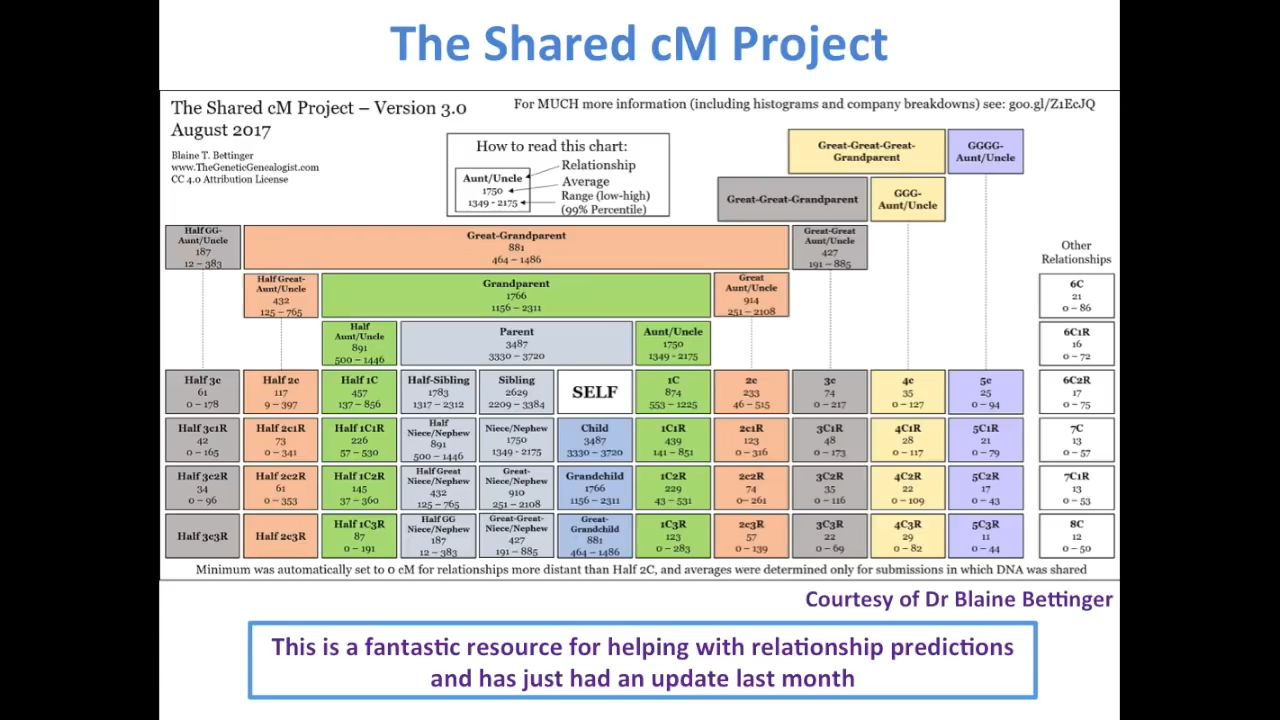 The Shared cM Project
The Shared cM Project – Version 3.0
August 2017
Blaine T. Bettinger
www.TheGeneticGenealogist.com
CC 4.0 Attribution License
For MUCH more information (including histograms and company breakdowns) see: goo.gl/Z1EcJQ
How to read this chart:
Aunt/Uncle
1750
1349 - 2175
Relationship
Average
Range (low-high)
(99% Percentile)
Great-Great-Great-
Grandparent
GGGG-
Aunt/Uncle
Great-Great-Grandparent
GGG-
Aunt/Uncle
Half GG-
Aunt/Uncle
187
12 – 383
Great-Grandparent
881
464 – 1486
Great-Great
Aunt/Uncle
427
191 – 885
Other
Relationships
Half Great-
Aunt/Uncle
432
125 – 765
Grandparent
1766
1156 – 2311
Great
Aunt/Uncle
914
251 – 2108
6C
21
0 – 86
Half
Aunt/Uncle
891
500 – 1446
Parent
3487
3330 – 3720
Aunt/Uncle
1750
1349 - 2175
6C1R
16
0 – 72
Half 3c
61
0 – 178
Half 2c
117
9 – 397
Half 1C
457
137 – 856
Half-Sibling
1783
1317 – 2312
Sibling
2629
2209 – 3384
SELF
1C
874
553 – 1225
2c
233
46 – 515
3c
74
0 – 217
4c
35
0 – 127
5c
25
0 – 94
6C2R
17
0 – 75
Half 3c1R
42
0 – 165
Half 2c1R
73
0 – 341
Half 1C1R
226
57 – 530
Half
Niece/Nephew
891
500 – 1446
Niece/Nephew
1750
1349 - 2175
Child
3487
3330 – 3720
1C1R
439
141 – 851
2c1R
123
0 – 316
3C1R
48
0 – 173
4C1R
28
0 – 117
5C1R
21
0 – 79
7C
13
0 – 57
Half 3c2R
34
0 – 96
Half 2c2R
61
0 – 353
Half 1C2R
145
37 – 360
Half Great
Niece/Nephew
432
125 – 765
Great-
Niece/Nephew
910
251 – 2108
Grandchild
1766
1156 – 2311
1C2R
229
43 – 531
2c2R
74
0 – 261
3C2R
35
0 – 116
4C2R
22
0 – 109
5C2R
17
0 – 43
7C1R
13
0 – 53
Half 3c3R
Half 2c3R
Half 1C3R
87
0 – 191
Half GG
Niece/Nephew
187
12 – 383
Great-Great-
Niece/Nephew
427
191 – 885
Great-
Grandchild
881
464 – 1486
1C3R
123
0 – 283
2c3R
57
0 – 139
3C3R
22
0 – 69
4C3R
29
0 – 82
5C3R
11
0 – 44
8C
12
0 – 50
Minimum was automatically set to 0 cM for relationships more distant than Half 2C, and averages were determined only for submissions in which DNA was shared
Courtesy of Dr Blaine Bettinger
This is a fantastic resource for helping with relationship predictions
and has just had an update last month